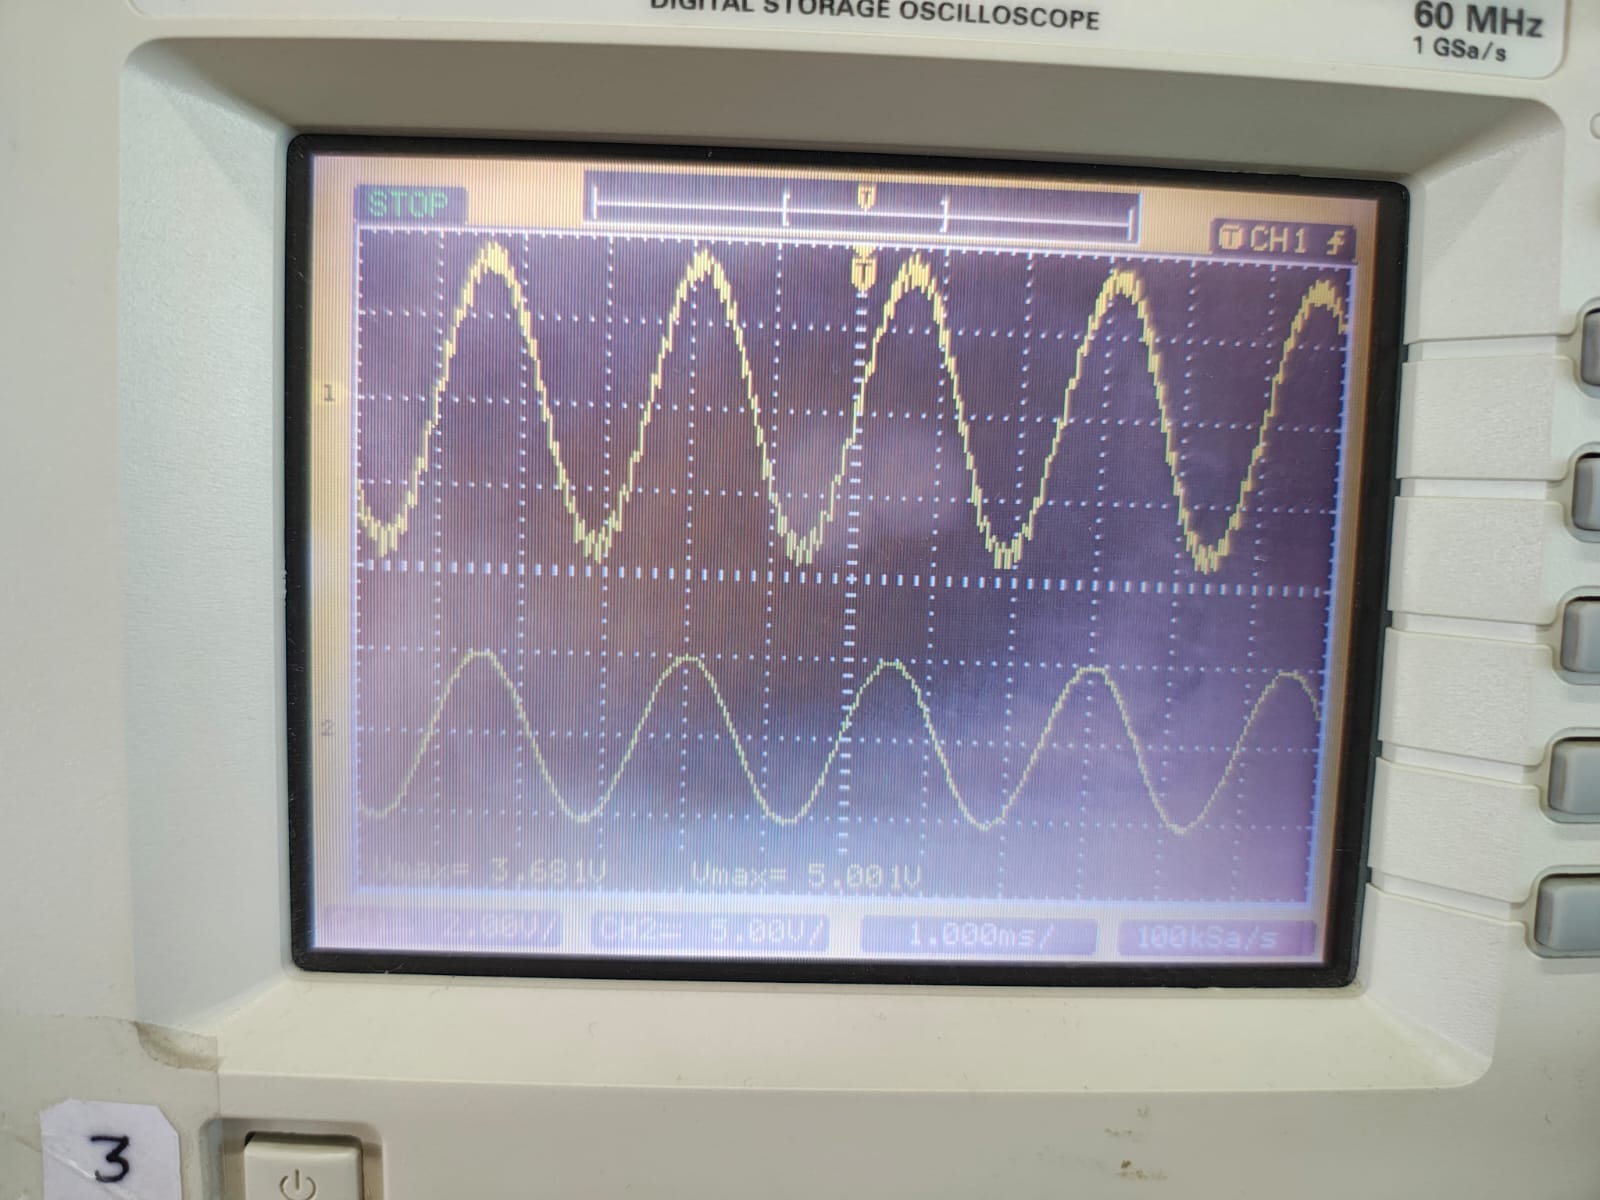 DIGITAL STORAGE OSCILLOSCOPE
60 MHz
1 GSa/s
STOP
T
T CH1
T
1
2
Vmax= 3.681V Vmax= 5.001V
2.00V/ CH2= 5.00V/ 1.000ms/ 100kSa/s
3